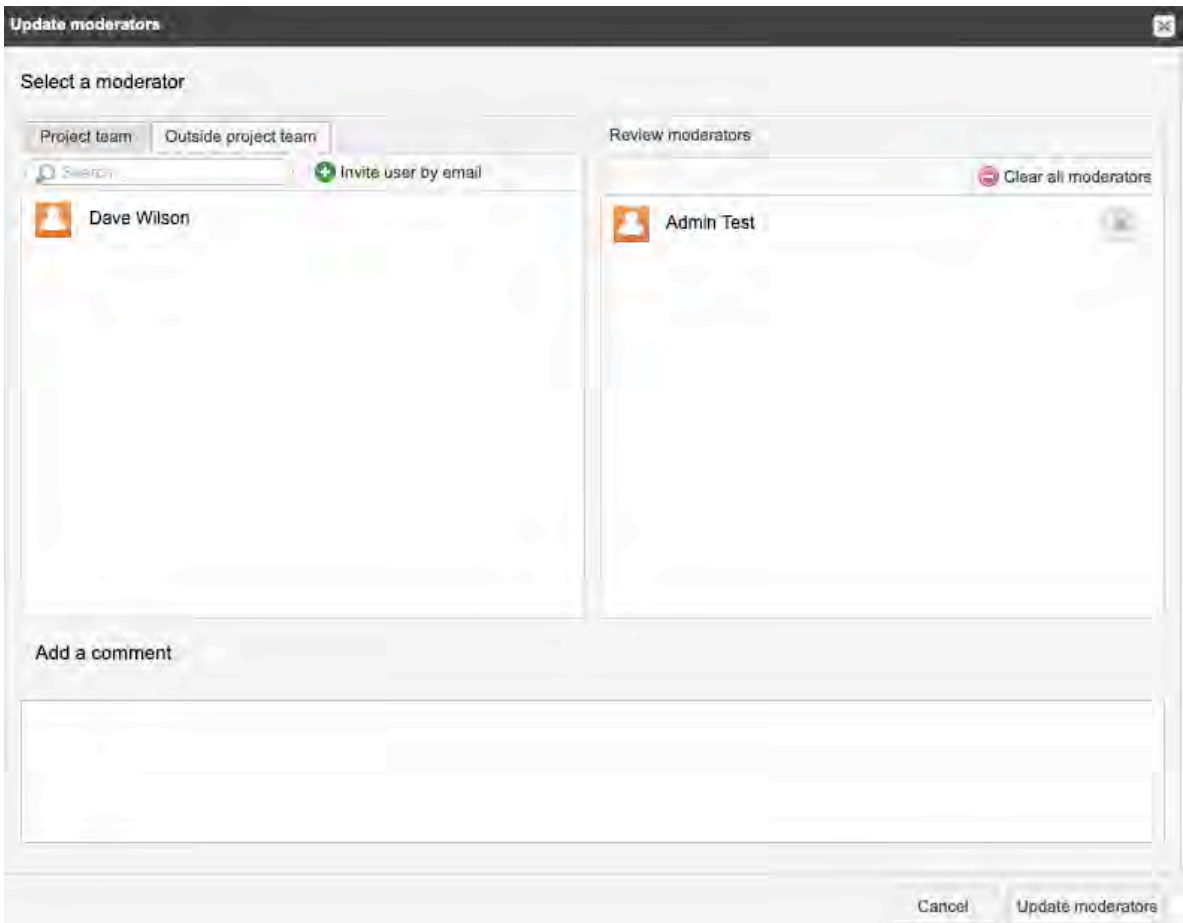 Update moderators
Select a moderator
Project team
Outside project team
Search
Invite user by email
Dave Wilson
Review moderators
Clear all moderators
Admin Test
Add a comment
Cancel
Update moderators